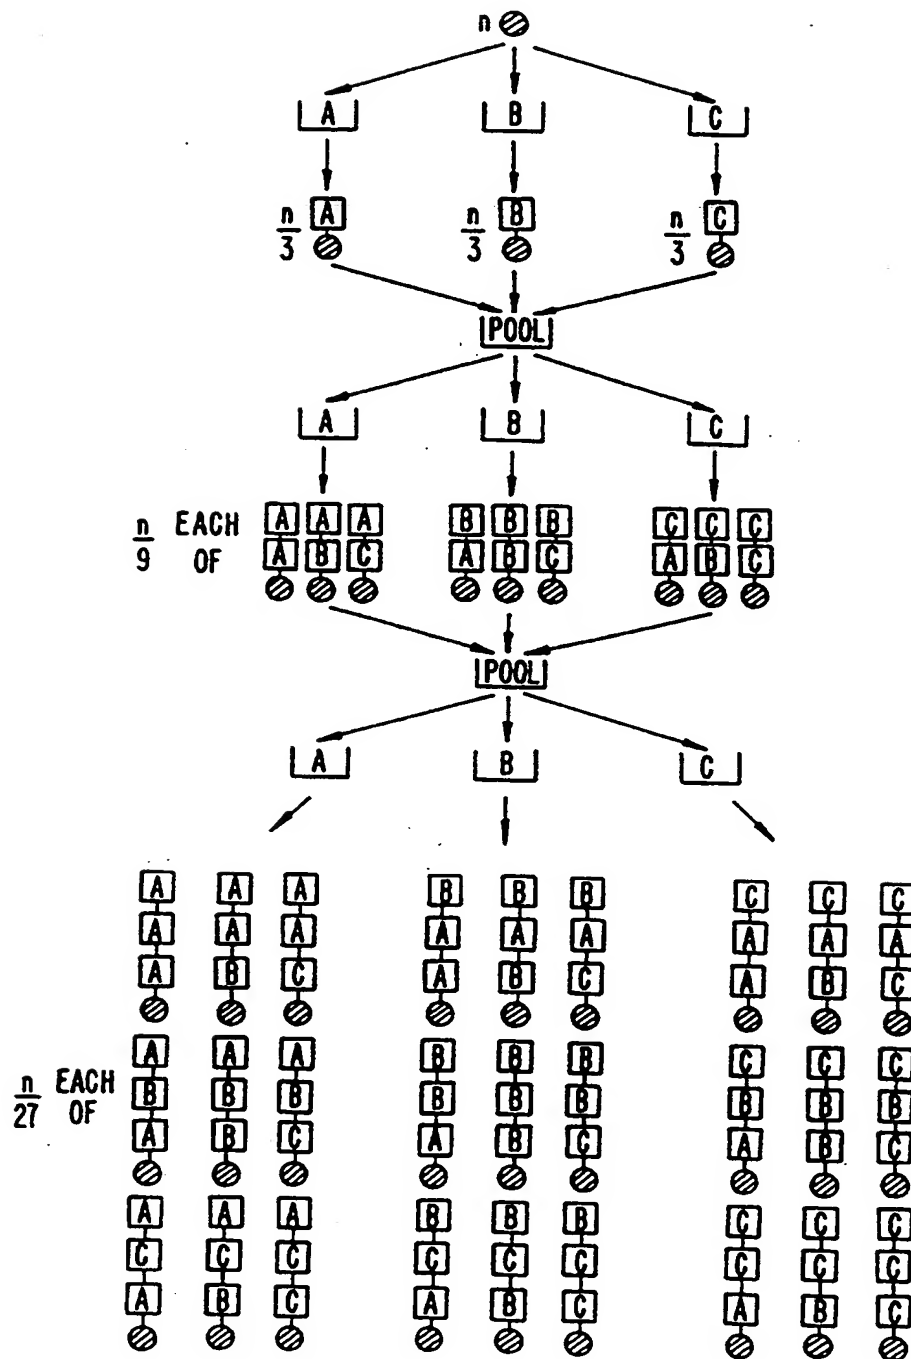 n
A B C
n/3 A n/3 B n/3 C
POOL
A B C
n/9 EACH OF
A A A B B B C C C
A B C A B C A B C
POOL
A B C
A A A B B B C C C
A A A A A A A A A
A B C A B C A B C
n/27 EACH OF
A A A B B B C C C
B B B B B B B B B
A B C A B C A B C
A A A B B B C C C
C C C C C C C C C
A B C A B C A B C